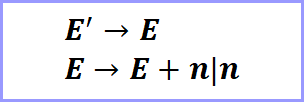 E′ → E
E → E + n|n